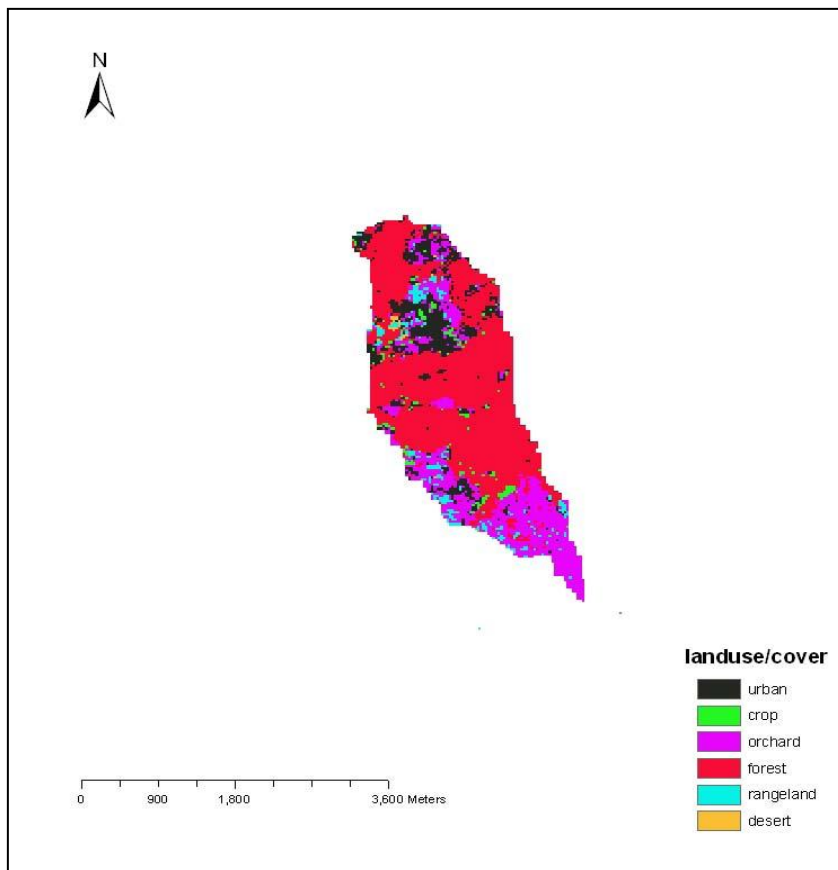 N
landuse/cover
urban
crop
orchard
forest
rangeland
desert
0 900 1,800 3,600 Meters